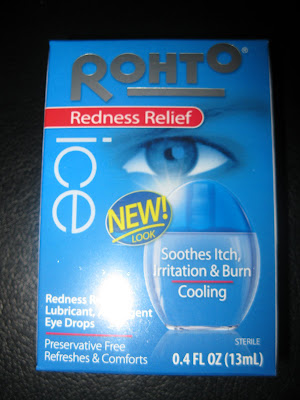 ROHTO
Redness Relief
ice
NEW!
LOOK
Soothes Itch,
Irritation & Burn
Cooling
Redness
Lubricant,
Eye Drops
Preservative Free
Refreshes & Comforts
STERILE
0.4 FL OZ (13mL)